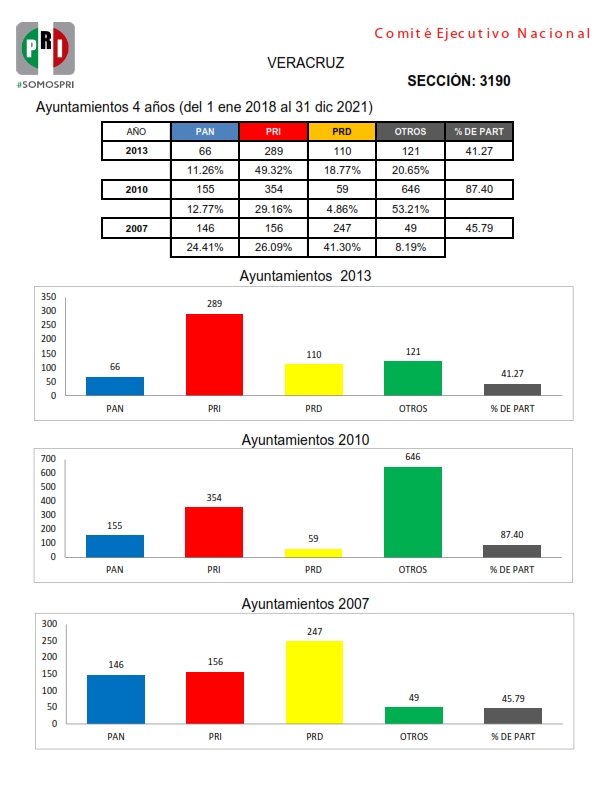 Comité Ejecutivo Nacional
PRI
#SOMOSPRI
VERACRUZ
SECCIÓN: 3190
Ayuntamientos 4 años (del 1 ene 2018 al 31 dic 2021)
AÑO PAN PRI PRD OTROS % DE PART
2013 66 289 110 121 41.27
11.26% 49.32% 18.77% 20.65%
2010 155 354 59 646 87.40
12.77% 29.16% 4.86% 53.21%
2007 146 156 247 49 45.79
24.41% 26.09% 41.30% 8.19%
Ayuntamientos 2013
350
300
250
200
150
100
50
0
66 289 110 121 41.27
PAN PRI PRD OTROS % DE PART
Ayuntamientos 2010
700
600
500
400
300
200
100
0
155 354 59 646 87.40
PAN PRI PRD OTROS % DE PART
Ayuntamientos 2007
300
250
200
150
100
50
0
146 156 247 49 45.79
PAN PRI PRD OTROS % DE PART